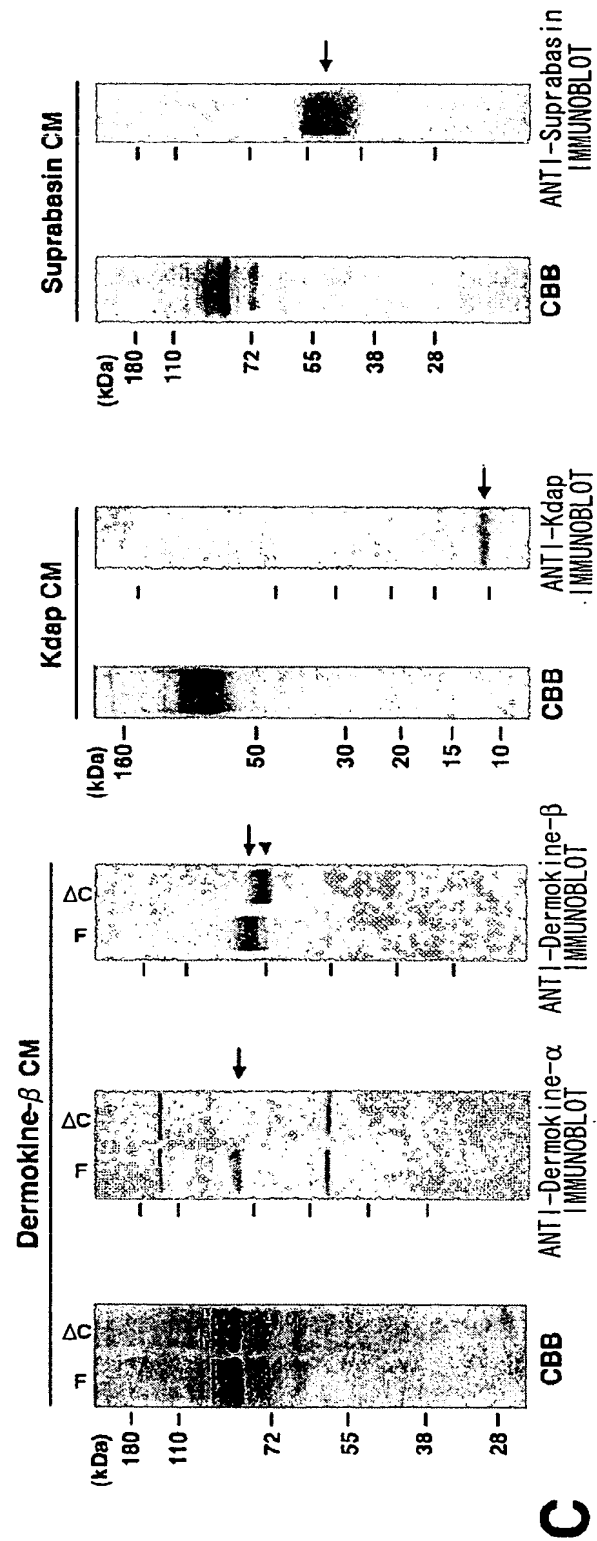 C
Dermokine-β CM
(kDa)
180
110
72
55
38
28
F
ΔC
CBB
F
ΔC
ANTI-Dermokine-α
IMMUNOBLOT
F
ΔC
ANTI-Dermokine-β
IMMUNOBLOT
Kdap CM
(kDa)
160
50
30
20
15
10
CBB
ANTI-Kdap
IMMUNOBLOT
Suprabasin CM
(kDa)
180
110
72
55
38
28
CBB
ANTI-Suprabasin
IMMUNOBLOT